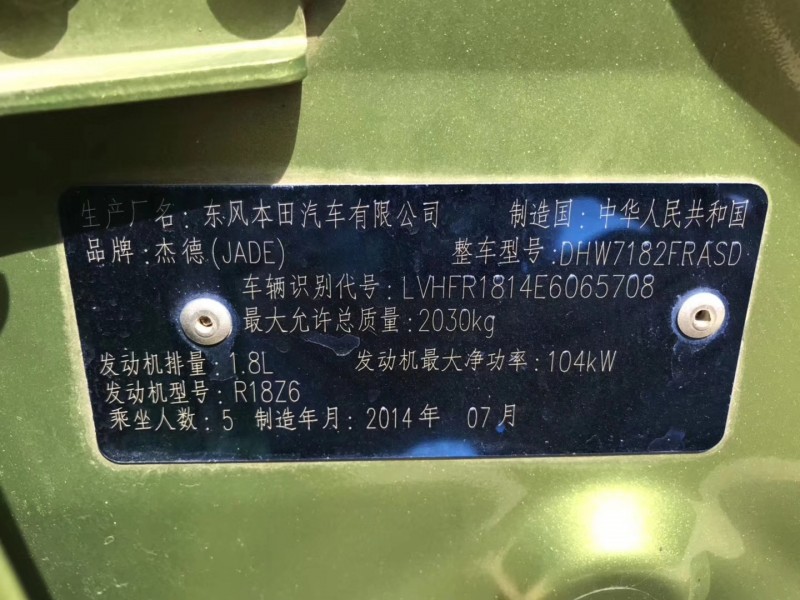 生产厂名：东风本田汽车有限公司 制造国：中华人民共和国
品牌：杰德(JADE) 整车型号：DHW7182FRASD
车辆识别代号：LVHFR1814E6065708
最大允许总质量：2030kg
发动机排量：1.8L 发动机最大净功率：104kW
发动机型号：R18Z6
乘坐人数：5 制造年月：2014年 07月